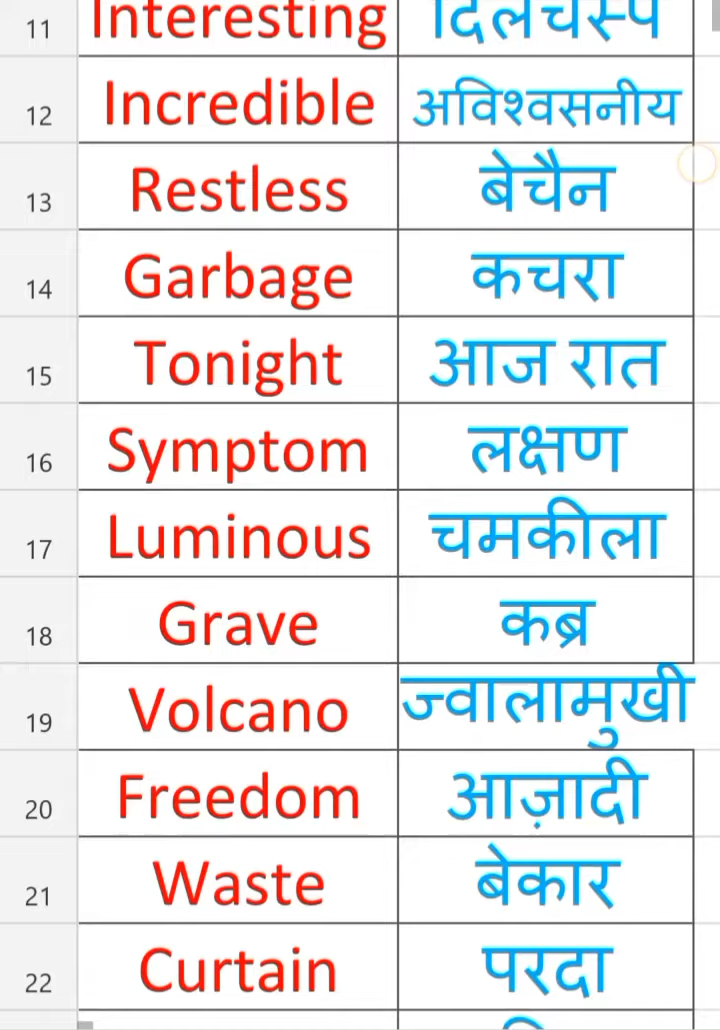 11 Interesting दिलचस्प
12 Incredible अविश्वसनीय
13 Restless बेचैन
14 Garbage कचरा
15 Tonight आज रात
16 Symptom लक्षण
17 Luminous चमकीला
18 Grave कब्र
19 Volcano ज्वालामुखी
20 Freedom आज़ादी
21 Waste बेकार
22 Curtain परदा